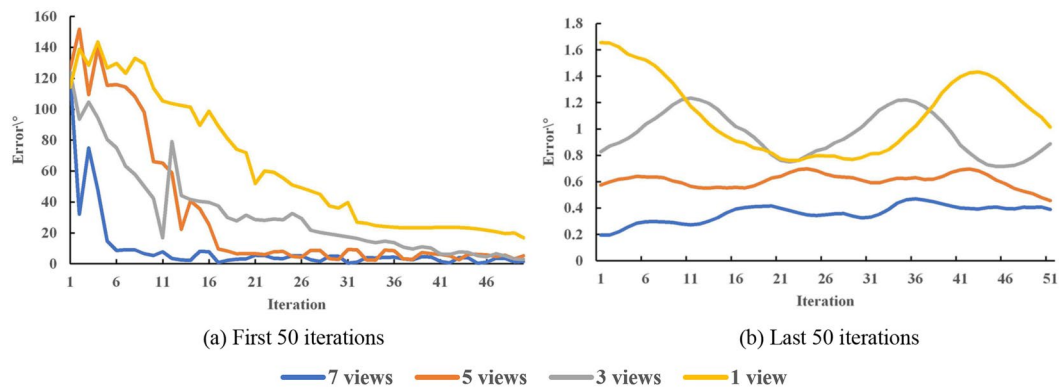 160
140
120
100
80
60
40
20
0
Error\°
1 6 11 16 21 26 31 36 41 46
Iteration
(a) First 50 iterations
1.8
1.6
1.4
1.2
1
0.8
0.6
0.4
0.2
0
Error\°
1 6 11 16 21 26 31 36 41 46 51
Iteration
(b) Last 50 iterations
7 views 5 views 3 views 1 view